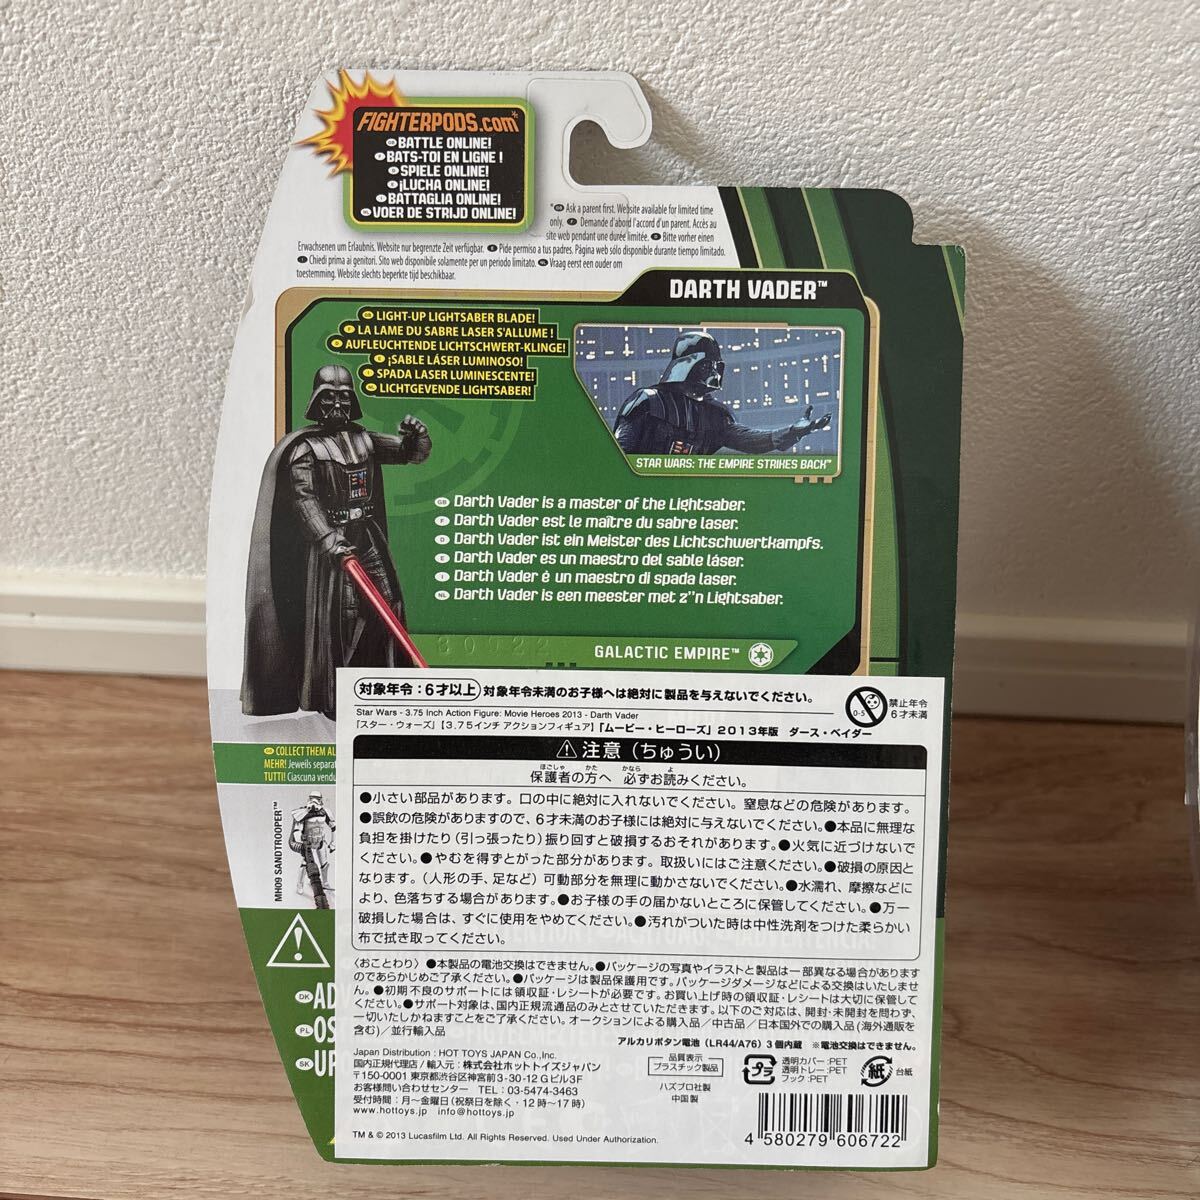 FIGHTERPODS.com
GB BATTLE ONLINE!
F BATS-TOI EN LIGNE !
D SPIELE ONLINE!
E ¡LUCHA ONLINE!
I BATTAGLIA ONLINE!
NL VOER DE STRIJD ONLINE!
* GB Ask a parent first. Website available for limited time
only. F Demande d'abord l'accord d'un parent. Accès au
site web pendant une durée limitée. D Bitte vorher einen
Erwachsenen um Erlaubnis. Website nur begrenzte Zeit verfügbar. E Pide permiso a tus padres. Página web sólo disponible durante tiempo limitado.
I Chiedi prima ai genitori. Sito web disponibile solamente per un periodo limitato. NL Vraag eerst een ouder om
toestemming. Website slechts beperkte tijd beschikbaar.
DARTH VADER™
GB LIGHT-UP LIGHTSABER BLADE!
F LA LAME DU SABRE LASER S'ALLUME !
D AUFLEUCHTENDE LICHTSCHWERT-KLINGE!
E ¡SABLE LÁSER LUMINOSO!
I SPADA LASER LUMINESCENTE!
NL LICHTGEVENDE LIGHTSABER!
STAR WARS: THE EMPIRE STRIKES BACK™
GB Darth Vader is a master of the Lightsaber.
F Darth Vader est le maître du sabre laser.
D Darth Vader ist ein Meister des Lichtschwertkampfs.
E Darth Vader es un maestro del sable láser.
I Darth Vader è un maestro di spada laser.
NL Darth Vader is een meester met z''n Lightsaber.
30022
GALACTIC EMPIRE™
対象年令:6才以上 対象年令未満のお子様へは絶対に製品を与えないでください。
0-5
禁止年令
6才未満
Star Wars - 3.75 Inch Action Figure: Movie Heroes 2013 - Darth Vader
「スター・ウォーズ」【3.75インチ アクションフィギュア】「ムービー・ヒーローズ」2013年版 ダース・ベイダー
⚠注意(ちゅうい)
ほごしゃ かた かなら よ
保護者の方へ 必ずお読みください。
●小さい部品があります。口の中に絶対に入れないでください。窒息などの危険があります。
●誤飲の危険がありますので、6才未満のお子様には絶対に与えないでください。●本品に無理な
負担を掛けたり(引っ張ったり)振り回すと破損するおそれがあります。●火気に近づけないで
ください。●やむを得ずとがった部分があります。取扱いにはご注意ください。●破損の原因と
なります。(人形の手、足など)可動部分を無理に動かさないでください。●水濡れ、摩擦などに
より、色落ちする場合があります。●お子様の手の届かないところに保管してください。●万一
破損した場合は、すぐに使用をやめてください。●汚れがついた時は中性洗剤をつけた柔らかい
布で拭き取ってください。
〈おことわり〉●本製品の電池交換はできません。●パッケージの写真やイラストと製品は一部異なる場合があります
のであらかじめご了承ください。●パッケージは製品保護用です。パッケージダメージなどによる交換はいたしませ
ん。●初期不良のサポートには領収証・レシートが必要です。お買い上げ時の領収証・レシートは大切に保管して
ください。●サポート対象は、国内正規流通品のみとさせていただきます。以下のご対応は、開封・未開封を問わず、
一切いたしかねますことをご了承ください。オークションによる購入品/中古品/日本国外での購入品(海外通販を
含む)/並行輸入品
アルカリボタン電池(LR44/A76)3個内蔵 ※電池交換はできません。
Japan Distribution : HOT TOYS JAPAN Co.,Inc.
国内正規代理店/輸入元:株式会社ホットトイズジャパン
〒150-0001 東京都渋谷区神宮前3-30-12 Gビル3F
お客様問い合わせセンター TEL: 03-5474-3463
受付時間:月~金曜日(祝祭日を除く・12時~17時)
www.hottoys.jp info@hottoys.jp
品質表示
プラスチック製品
ハズブロ社製
中国製
プラ
透明カバー:PET
透明トレー:PET
フック:PET
紙
台紙
4 580279 606722
TM & © 2013 Lucasfilm Ltd. All Rights Reserved. Used Under Authorization.
GB COLLECT THEM AL
MEHR! Jeweils separat
TUTTI! Ciascuna vendu
MH09 SANDTROOPER™
DK AD
PL OS
SK UP